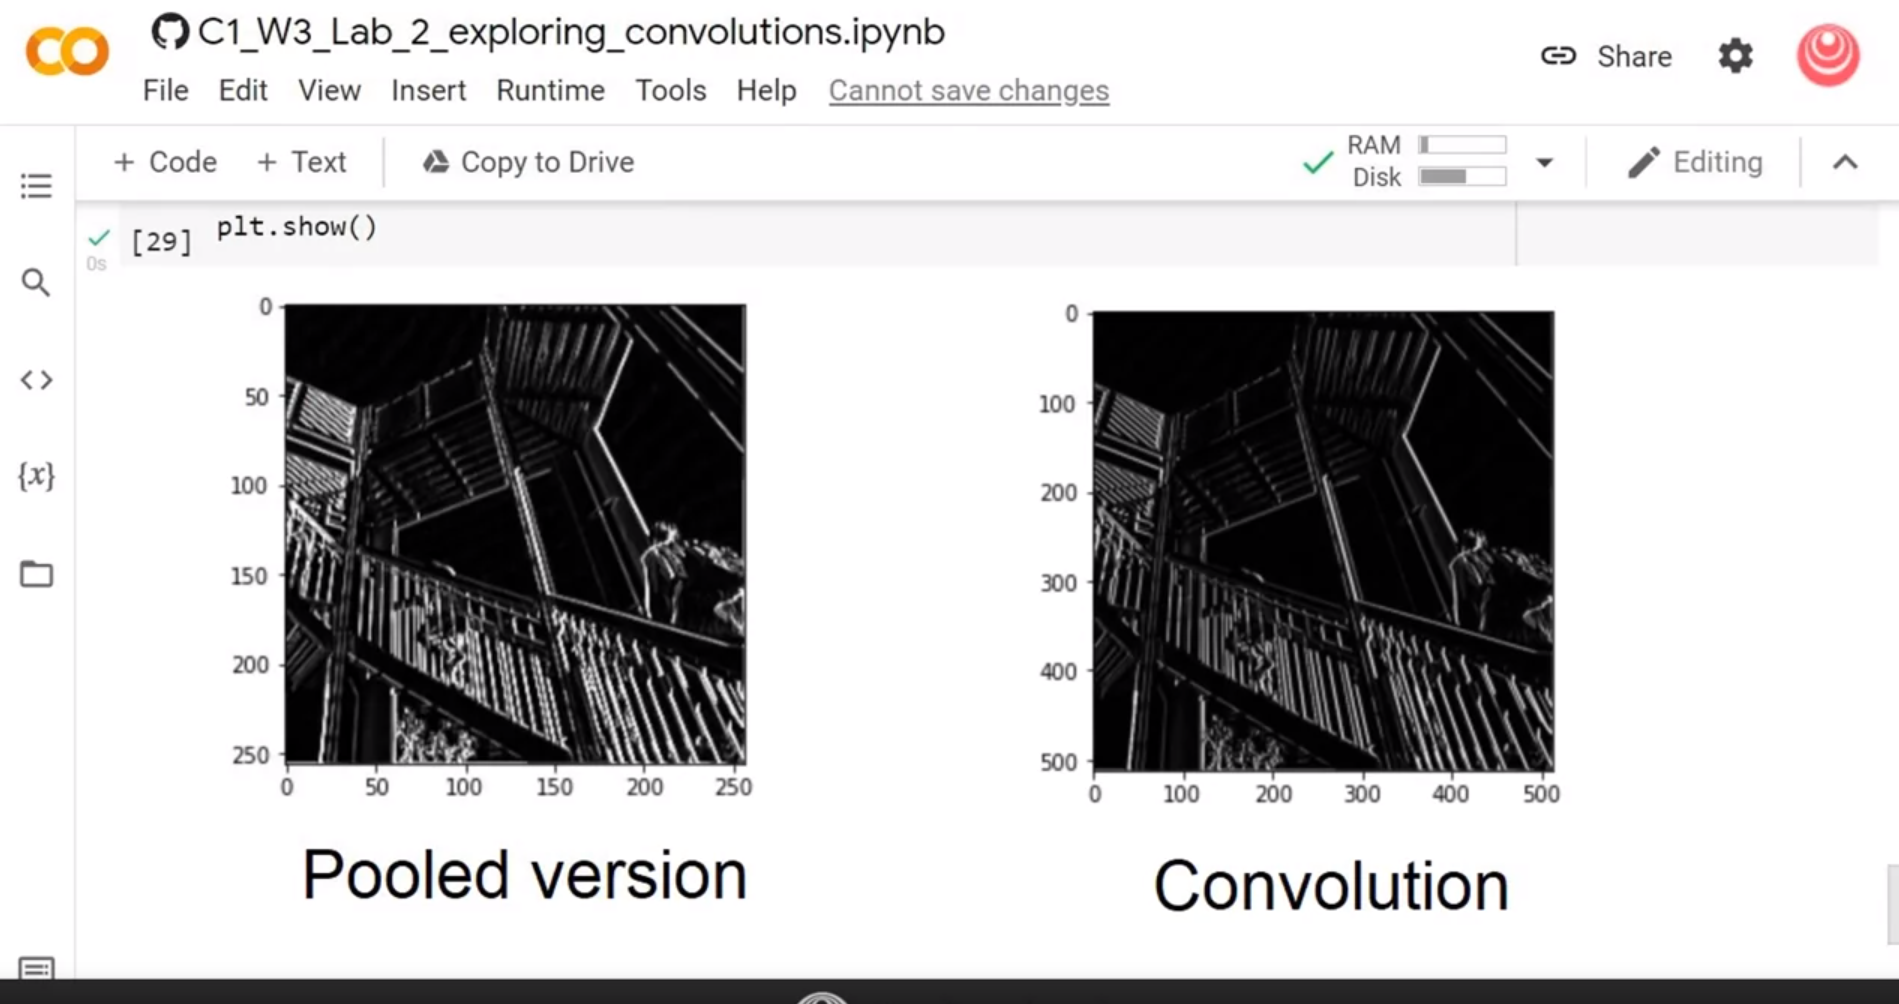 C1_W3_Lab_2_exploring_convolutions.ipynb
File Edit View Insert Runtime Tools Help Cannot save changes
Share
+ Code + Text Copy to Drive
RAM
Disk
Editing
[29] plt.show()
0s
{x}
0
50
100
150
200
250
0 50 100 150 200 250
0
100
200
300
400
500
0 100 200 300 400 500
Pooled version
Convolution